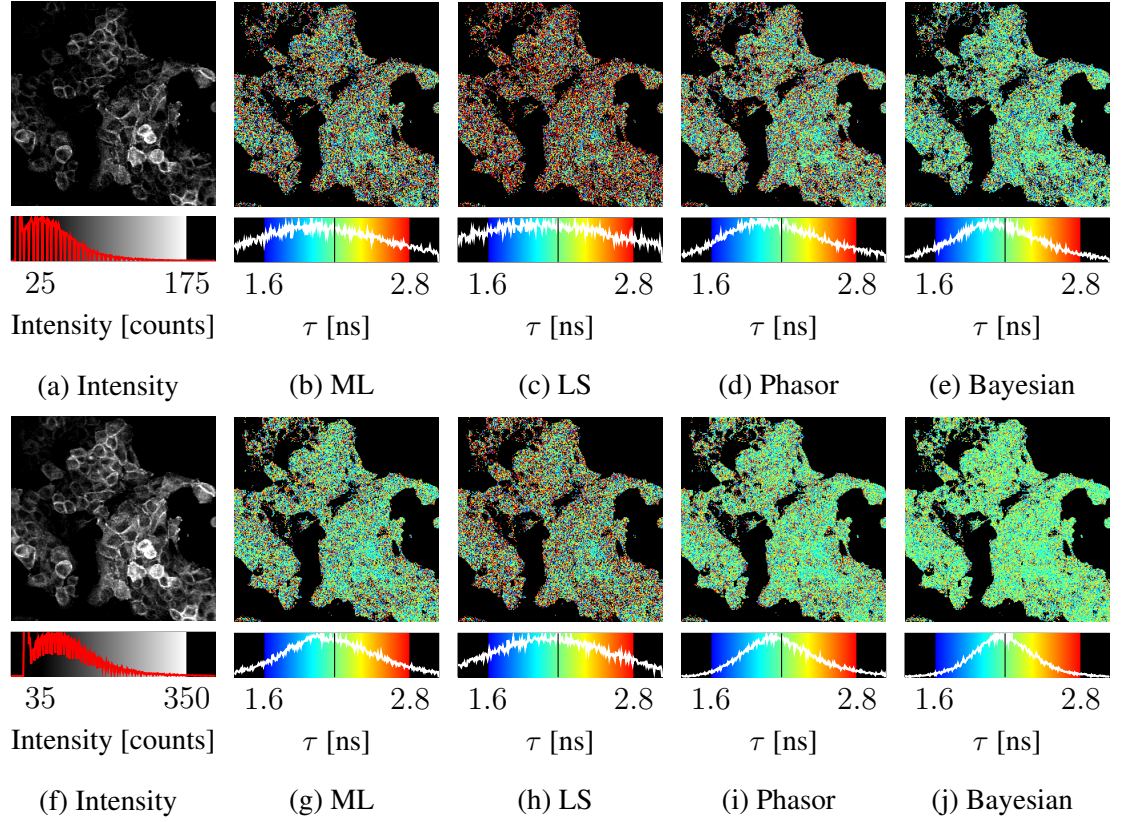 25 175 1.6 2.8 1.6 2.8 1.6 2.8 1.6 2.8
Intensity [counts] τ [ns] τ [ns] τ [ns] τ [ns]
(a) Intensity (b) ML (c) LS (d) Phasor (e) Bayesian
35 350 1.6 2.8 1.6 2.8 1.6 2.8 1.6 2.8
Intensity [counts] τ [ns] τ [ns] τ [ns] τ [ns]
(f) Intensity (g) ML (h) LS (i) Phasor (j) Bayesian